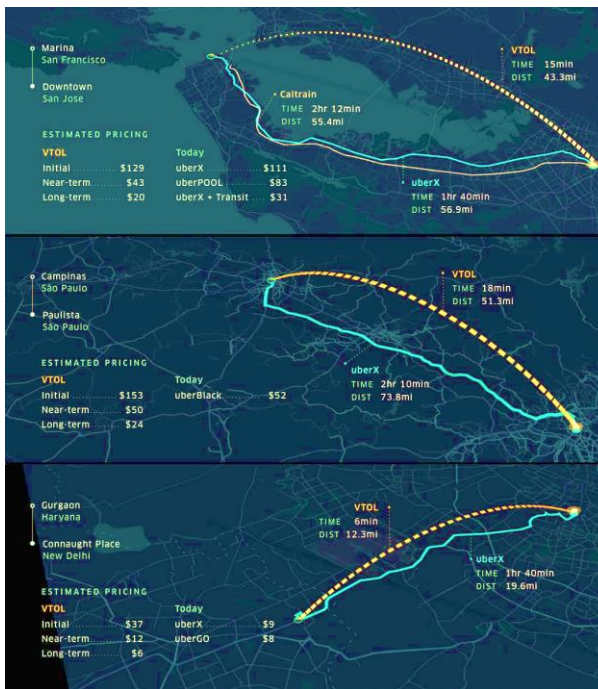 Marina
San Francisco
Downtown
San Jose
ESTIMATED PRICING
VTOL
Initial $129
Near-term $43
Long-term $20
Today
uberX $111
uberPOOL $83
uberX + Transit $31
Caltrain
TIME 2hr 12min
DIST 55.4mi
VTOL
TIME 15min
DIST 43.3mi
uberX
TIME 1hr 40min
DIST 56.9mi
Campinas
São Paulo
Paulista
São Paulo
ESTIMATED PRICING
VTOL
Initial $153
Near-term $50
Long-term $24
Today
uberBlack $52
VTOL
TIME 18min
DIST 51.3mi
uberX
TIME 2hr 10min
DIST 73.8mi
Gurgaon
Haryana
Connaught Place
New Delhi
ESTIMATED PRICING
VTOL
Initial $37
Near-term $12
Long-term $6
Today
uberX $9
uberGO $8
VTOL
TIME 6min
DIST 12.3mi
uberX
TIME 1hr 40min
DIST 19.6mi